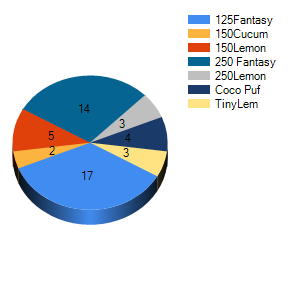 125Fantasy
150Cucum
150Lemon
250 Fantasy
250Lemon
Coco Puf
TinyLem
14
3
5
4
2
3
17